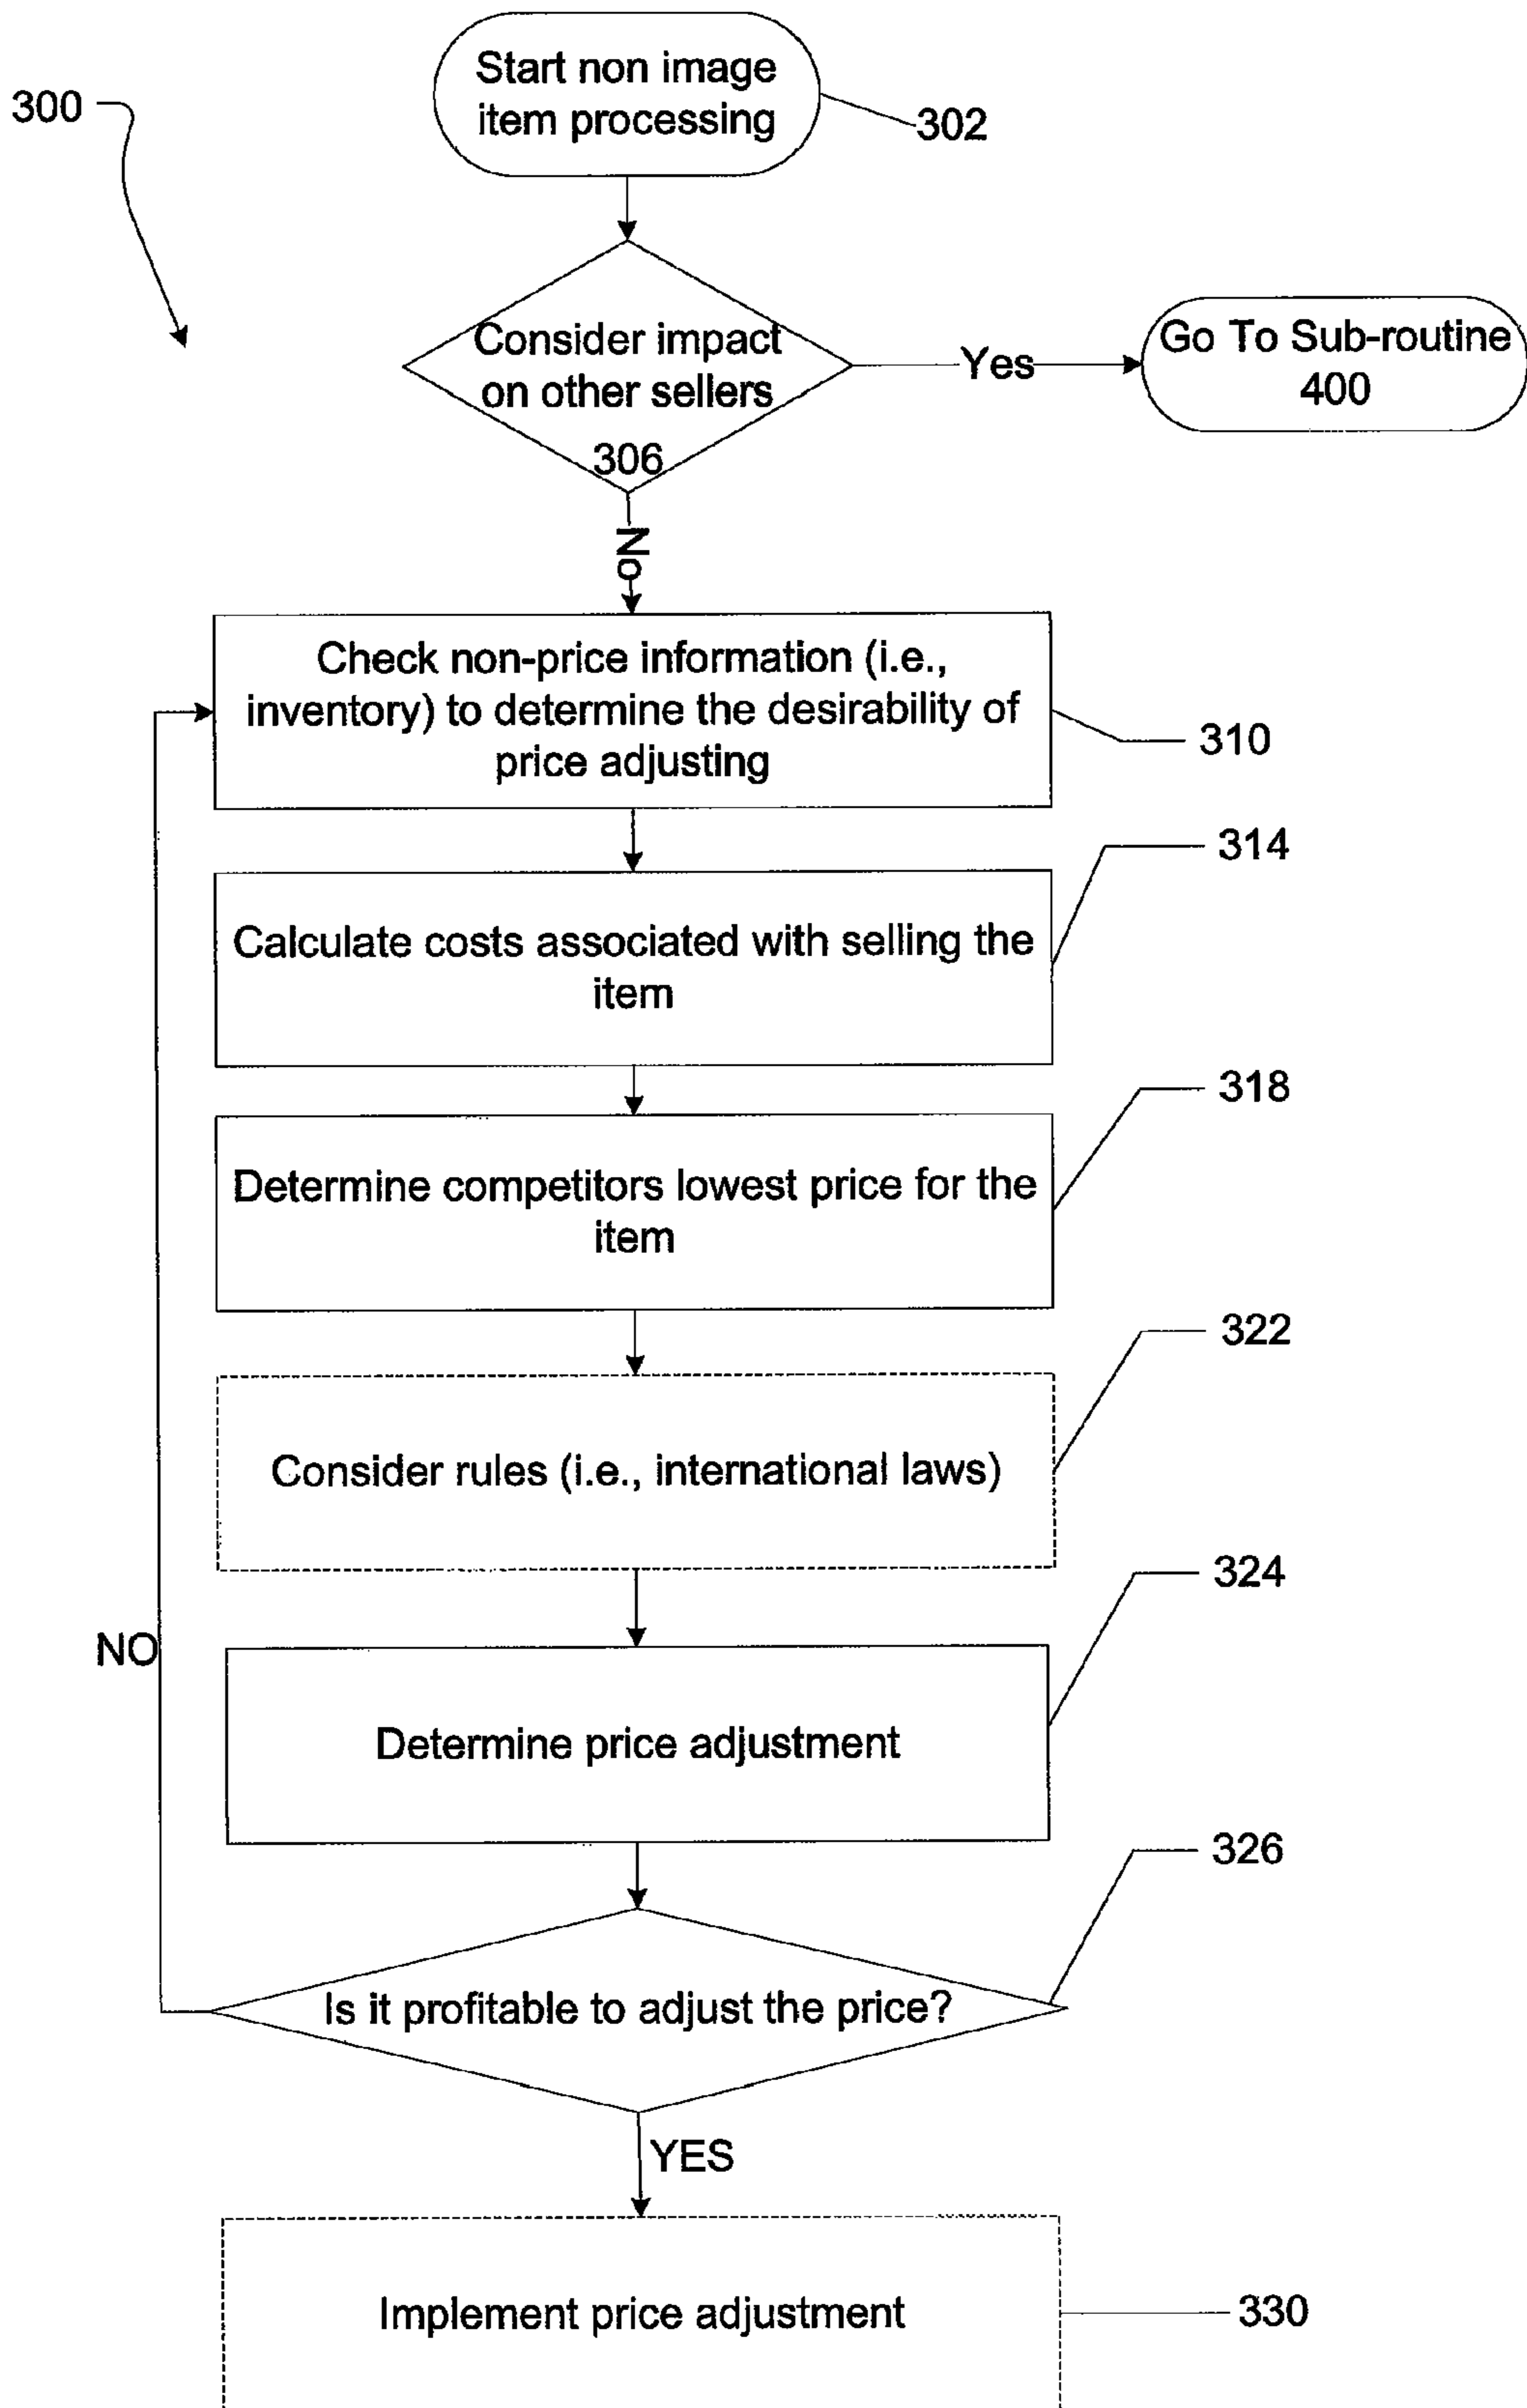 Start non image
item processing
300
302
Consider impact
on other sellers
306
Yes
Go To Sub-routine
400
No
Check non-price information (i.e.,
inventory) to determine the desirability of
price adjusting
310
314
Calculate costs associated with selling the
item
318
Determine competitors lowest price for the
item
322
Consider rules (i.e., international laws)
324
NO
Determine price adjustment
326
Is it profitable to adjust the price?
YES
Implement price adjustment
330